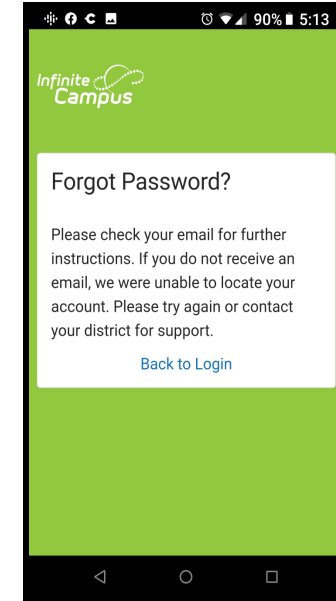 90% 5:13
Infinite
Campus
Forgot Password?
Please check your email for further
instructions. If you do not receive an
email, we were unable to locate your
account. Please try again or contact
your district for support.
Back to Login